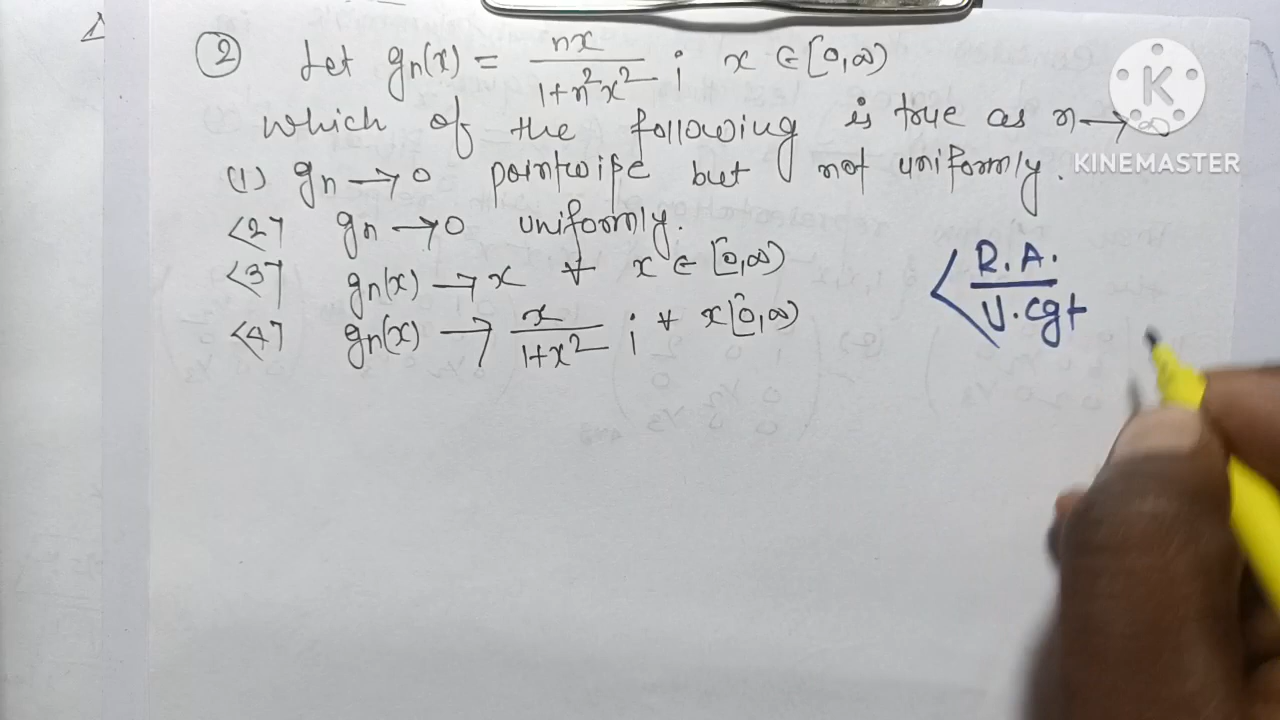 ② Let gn(x) = nx/1+n²x² ; x ∈ [0,∞)
which of the following is true as n→∞
(1) gn → 0 pointwise but not uniformly.
<2> gn → 0 uniformly.
<3> gn(x) → x ∀ x ∈ [0,∞)
<4> gn(x) → x/1+x² ; ∀ x[0,∞)
R.A.
U.cgt
K
KINEMASTER